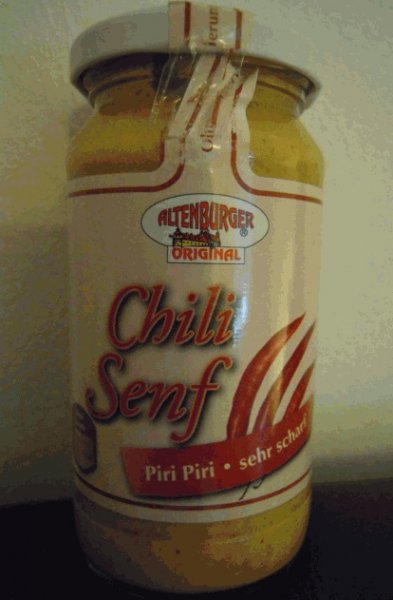 ALTENBURGER
®
ORIGINAL
Chili
Senf
Piri Piri • sehr scharf